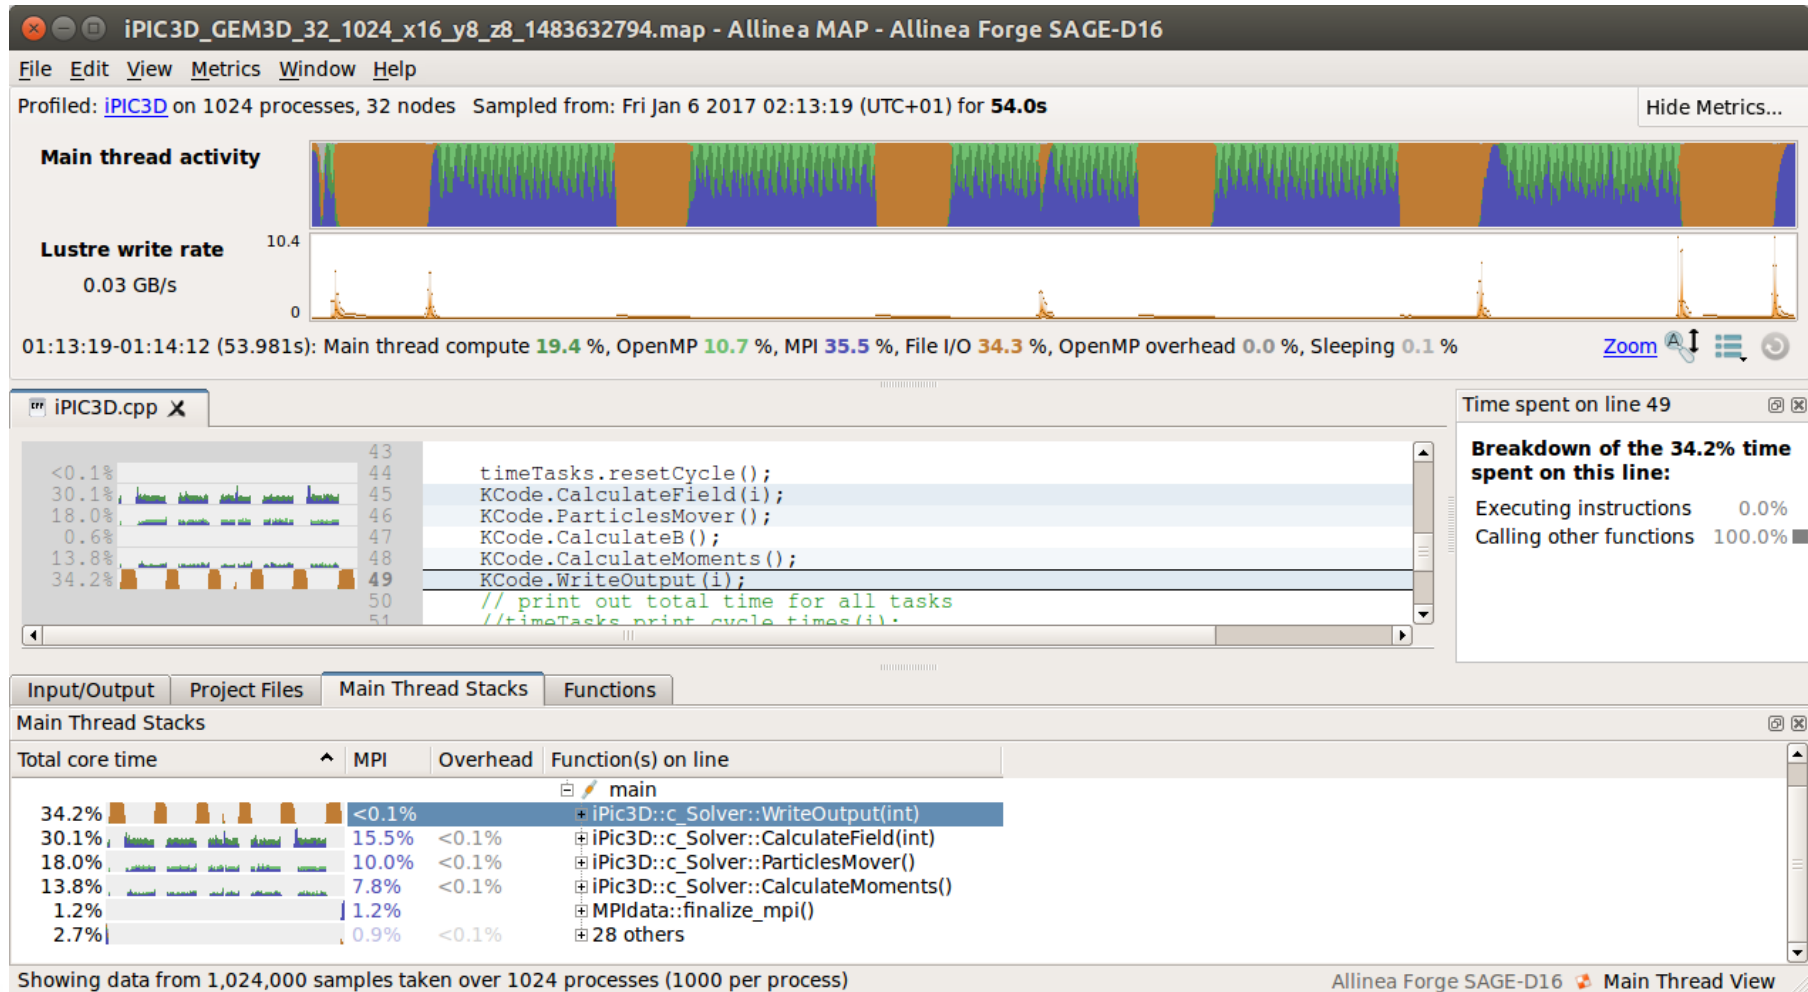 iPIC3D_GEM3D_32_1024_x16_y8_z8_1483632794.map - Allinea MAP - Allinea Forge SAGE-D16
File Edit View Metrics Window Help
Profiled: iPIC3D on 1024 processes, 32 nodes Sampled from: Fri Jan 6 2017 02:13:19 (UTC+01) for 54.0s
Hide Metrics...
Main thread activity
Lustre write rate
10.4
0.03 GB/s
0
01:13:19-01:14:12 (53.981s): Main thread compute 19.4 %, OpenMP 10.7 %, MPI 35.5 %, File I/O 34.3 %, OpenMP overhead 0.0 %, Sleeping 0.1 %
Zoom
iPIC3D.cpp
Time spent on line 49
Breakdown of the 34.2% time
spent on this line:
Executing instructions 0.0%
Calling other functions 100.0%
43
<0.1% 44 timeTasks.resetCycle();
30.1% 45 KCode.CalculateField(i);
18.0% 46 KCode.ParticlesMover();
0.6% 47 KCode.CalculateB();
13.8% 48 KCode.CalculateMoments();
34.2% 49 KCode.WriteOutput(i);
50 // print out total time for all tasks
51 //timeTasks.print_cycle_times(i);
Input/Output Project Files Main Thread Stacks Functions
Main Thread Stacks
Total core time MPI Overhead Function(s) on line
main
34.2% <0.1% iPic3D::c_Solver::WriteOutput(int)
30.1% 15.5% <0.1% iPic3D::c_Solver::CalculateField(int)
18.0% 10.0% <0.1% iPic3D::c_Solver::ParticlesMover()
13.8% 7.8% <0.1% iPic3D::c_Solver::CalculateMoments()
1.2% 1.2% MPIdata::finalize_mpi()
2.7% 0.9% <0.1% 28 others
Showing data from 1,024,000 samples taken over 1024 processes (1000 per process)
Allinea Forge SAGE-D16 Main Thread View